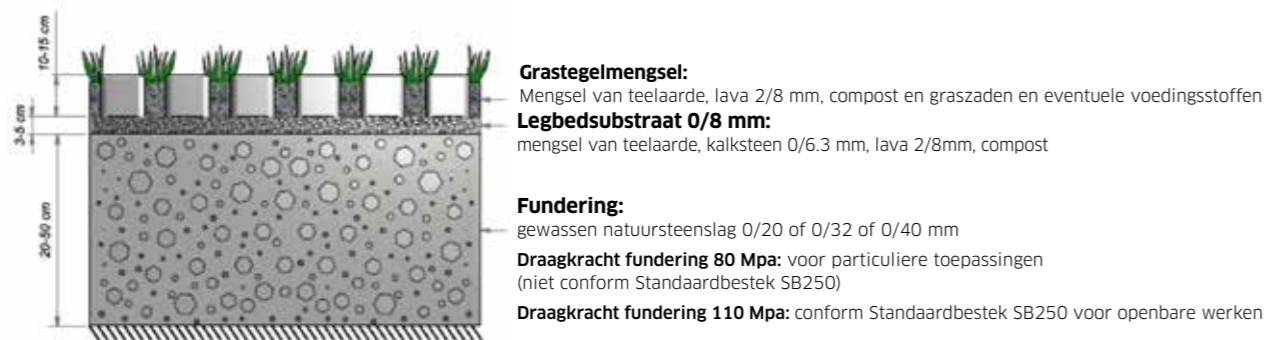 10-15 cm
3-5 cm
20-50 cm
Grastegelmengsel:
Mengsel van teelaarde, lava 2/8 mm, compost en graszaden en eventuele voedingsstoffen
Legbedsubstraat 0/8 mm:
mengsel van teelaarde, kalksteen 0/6.3 mm, lava 2/8mm, compost
Fundering:
gewassen natuursteenslag 0/20 of 0/32 of 0/40 mm
Draagkracht fundering 80 Mpa: voor particuliere toepassingen
(niet conform Standaardbestek SB250)
Draagkracht fundering 110 Mpa: conform Standaardbestek SB250 voor openbare werken